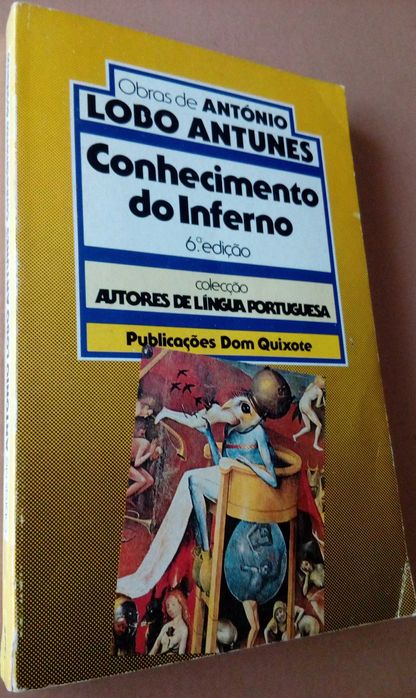 Obras de ANTÓNIO
LOBO ANTUNES
Conhecimento
do Inferno
6.ª edição
colecção
AUTORES DE LÍNGUA PORTUGUESA
Publicações Dom Quixote